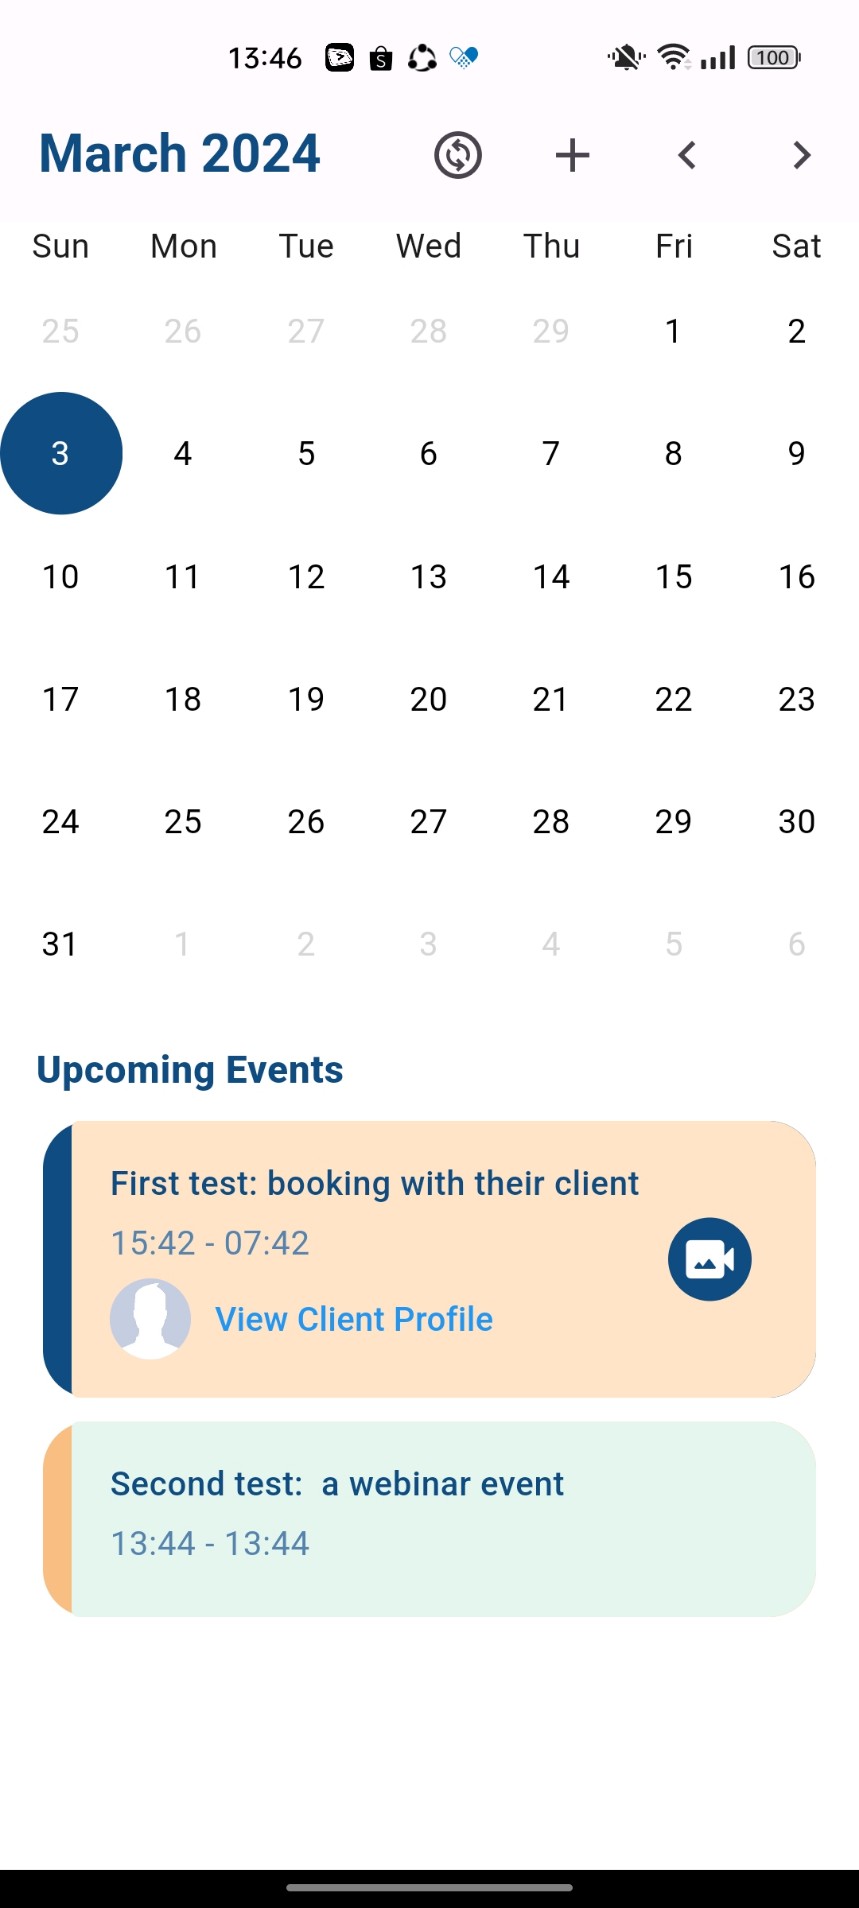 13:46 S 100
March 2024
Sun Mon Tue Wed Thu Fri Sat
25 26 27 28 29 1 2
3 4 5 6 7 8 9
10 11 12 13 14 15 16
17 18 19 20 21 22 23
24 25 26 27 28 29 30
31 1 2 3 4 5 6
Upcoming Events
First test: booking with their client
15:42 - 07:42
View Client Profile
Second test:  a webinar event
13:44 - 13:44